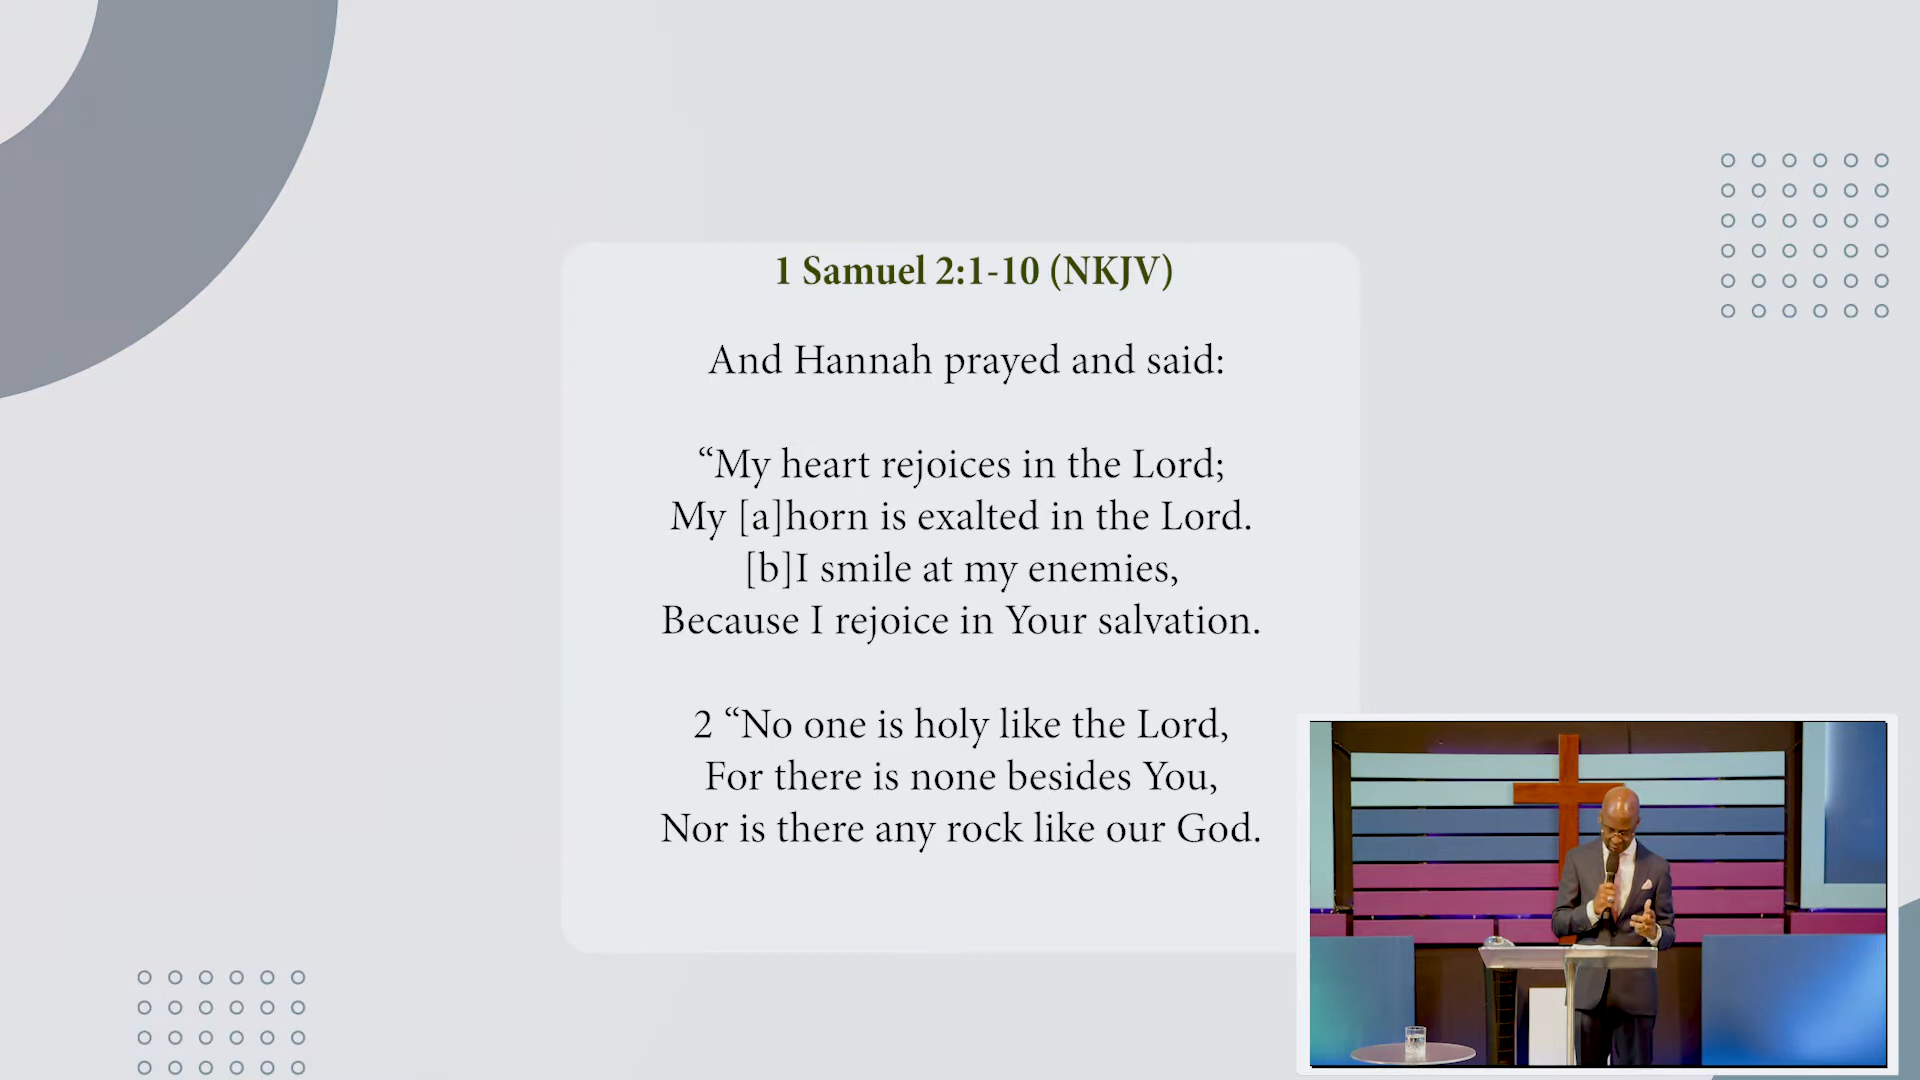 1 Samuel 2:1-10 (NKJV)
And Hannah prayed and said:
“My heart rejoices in the Lord;
My [a]horn is exalted in the Lord.
[b]I smile at my enemies,
Because I rejoice in Your salvation.
2 “No one is holy like the Lord,
For there is none besides You,
Nor is there any rock like our God.